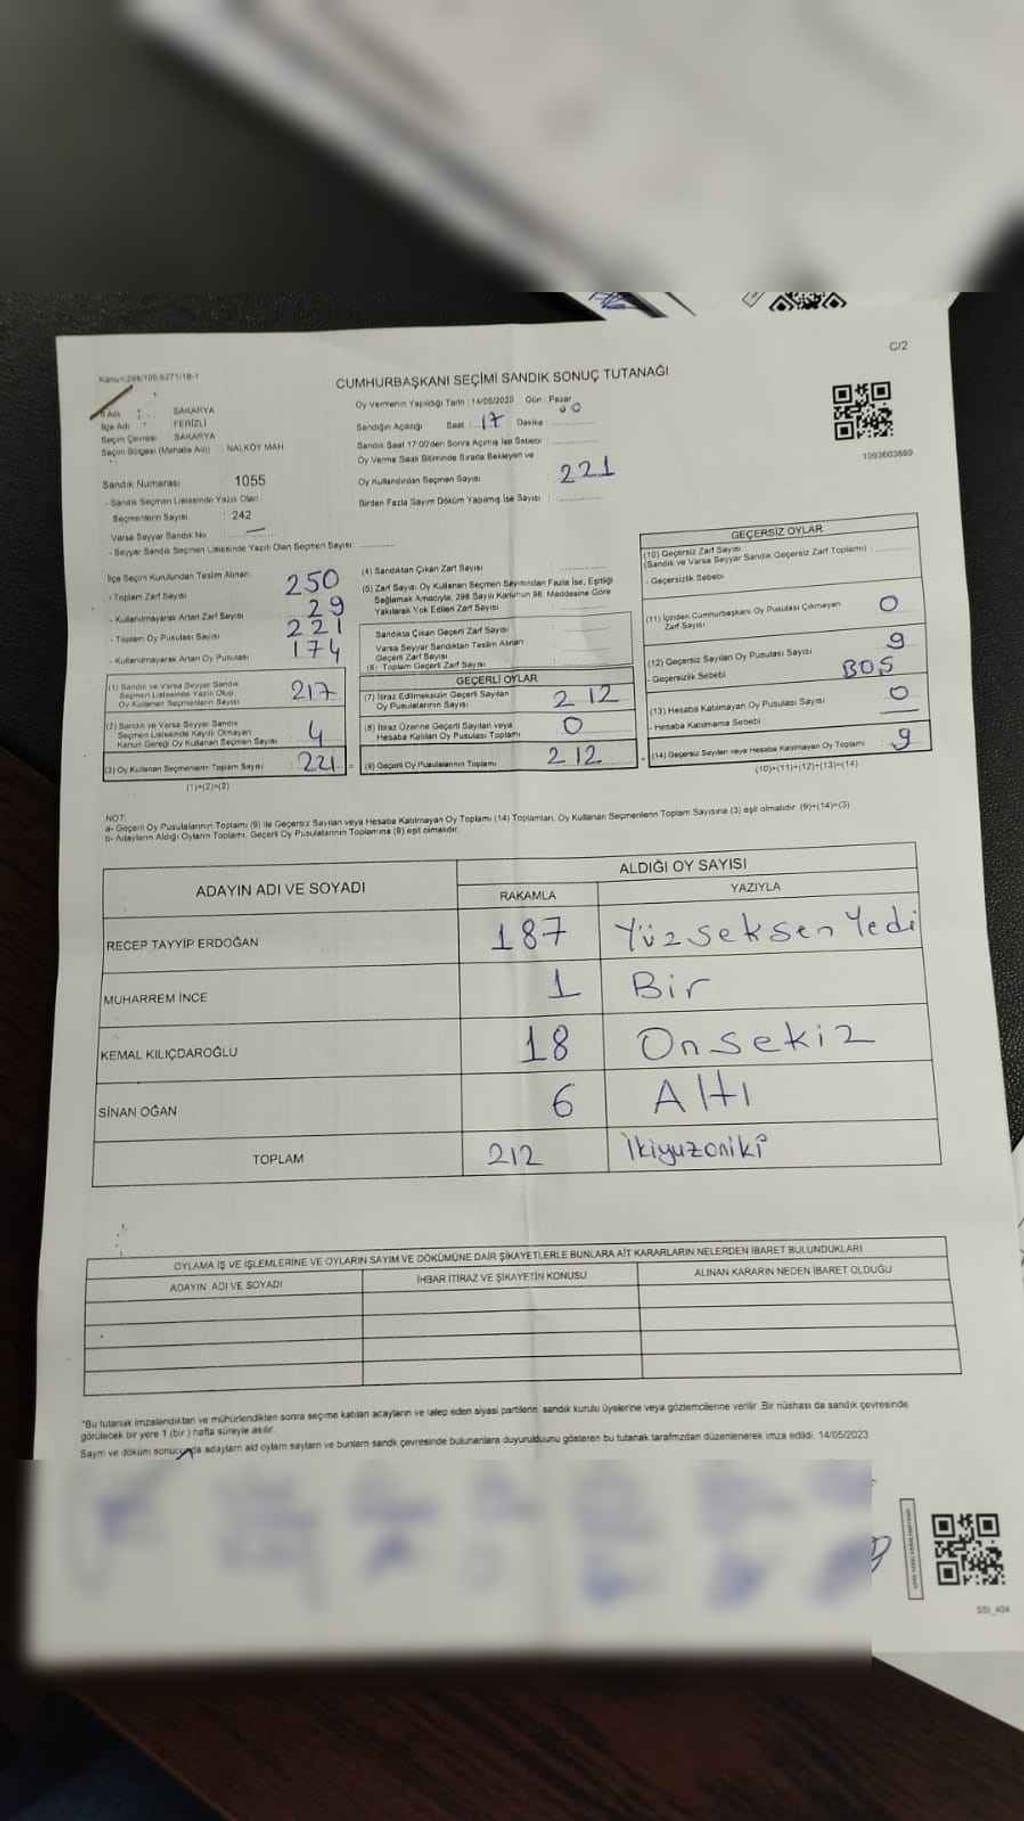 C/2
CUMHURBAŞKANI SEÇİMİ SANDIK SONUÇ TUTANAĞI
İl Adı : SAKARYA
İlçe Adı : FERİZLİ
Seçim Çevresi SAKARYA
Seçim Bölgesi (Mahalle Adı) : NALKÖY MAH
Sandık Numarası 1055
- Sandık Seçmen Listesinde Yazılı Olan
Seçmenlerin Sayısı : 242
Varsa Seyyar Sandık No
- Seyyar Sandık Seçmen Listesinde Yazılı Olan Seçmen Sayısı
Oy Vermenin Yapıldığı Tarih : 14/05/2023 Gün : Pazar
Sandığın Açıldığı Saat : 17 Dakika : 00
Sandık Saat 17:00'den Sonra Açılmış İse Sebebi :
Oy Verme Saati Bitiminde Sırada Bekleyen ve
Oy Kullandırılan Seçmen Sayısı 221
Birden Fazla Sayım Döküm Yapılmış İse Sayısı :
1093603689
İlçe Seçim Kurulundan Teslim Alınan
- Toplam Zarf Sayısı 250
- Kullanılmayarak Artan Zarf Sayısı 29
- Toplam Oy Pusulası Sayısı 221
- Kullanılmayarak Artan Oy Pusulası 174
(1) Sandık ve Varsa Seyyar Sandık
Seçmen Listesinde Yazılı Olup
Oy Kullanan Seçmenlerin Sayısı 217
(2) Sandık ve Varsa Seyyar Sandık
Seçmen Listesinde Kayıtlı Olmayan
Kanun Gereği Oy Kullanan Seçmen Sayısı 4
(3) Oy Kullanan Seçmenlerin Toplam Sayısı 221
(1)+(2)=(3)
(4) Sandıktan Çıkan Zarf Sayısı
(5) Zarf Sayısı Oy Kullanan Seçmen Sayısından Fazla İse, Eşitliği
Sağlamak Amacıyla, 298 Sayılı Kanunun 98. Maddesine Göre
Yakılarak Yok Edilen Zarf Sayısı
Sandıkta Çıkan Geçerli Zarf Sayısı
Varsa Seyyar Sandıktan Teslim Alınan
Geçerli Zarf Sayısı
(6) Toplam Geçerli Zarf Sayısı
GEÇERLİ OYLAR
(7) İtiraz Edilmeksizin Geçerli Sayılan
Oy Pusulalarının Sayısı 212
(8) İtiraz Üzerine Geçerli Sayılan veya
Hesaba Katılan Oy Pusulası Toplamı 0
(9) Geçerli Oy Pusulalarının Toplamı 212
GEÇERSİZ OYLAR
(10) Geçersiz Zarf Sayısı
(Sandık ve Varsa Seyyar Sandık Geçersiz Zarf Toplamı) :
- Geçersizlik Sebebi
(11) İçinden Cumhurbaşkanı Oy Pusulası Çıkmayan
Zarf Sayısı 0
(12) Geçersiz Sayılan Oy Pusulası Sayısı 9
- Geçersizlik Sebebi BOŞ
(13) Hesaba Katılmayan Oy Pusulası Sayısı 0
- Hesaba Katılmama Sebebi
(14) Geçersiz Sayılan veya Hesaba Katılmayan Oy Toplamı 9
(10)+(11)+(12)+(13)=(14)
NOT:
a- Geçerli Oy Pusulalarının Toplamı (9) ile Geçersiz Sayılan veya Hesaba Katılmayan Oy Toplamı (14) Toplamları, Oy Kullanan Seçmenlerin Toplam Sayısına (3) eşit olmalıdır. (9)+(14)=(3)
b- Adayların Aldığı Oyların Toplamı, Geçerli Oy Pusulalarının Toplamına (9) eşit olmalıdır.
ADAYIN ADI VE SOYADI
ALDIĞI OY SAYISI
RAKAMLA YAZIYLA
RECEP TAYYİP ERDOĞAN 187 Yüzseksen Yedi
MUHARREM İNCE 1 Bir
KEMAL KILIÇDAROĞLU 18 Onsekiz
SİNAN OĞAN 6 Altı
TOPLAM 212 ikiyuzoniki
OYLAMA İŞ VE İŞLEMLERİNE VE OYLARIN SAYIM VE DÖKÜMÜNE DAİR ŞİKAYETLERLE BUNLARA AİT KARARLARIN NELERDEN İBARET BULUNDUKLARI
ADAYIN ADI VE SOYADI İHBAR İTİRAZ VE ŞİKAYETİN KONUSU ALINAN KARARIN NEDEN İBARET OLDUĞU
"Bu tutanak imzalandıktan ve mühürlendikten sonra seçime katılan adayların ve talep eden siyasi partilerin, sandık kurulu üyelerine veya gözlemcilerine verilir. Bir nüshası da sandık çevresinde
görülecek bir yere 1 (bir) hafta süreyle asılır.
Sayım ve döküm sonucunda adayların ald oyların sayıların ve bunların sandık çevresinde bulunanlara duyurulduunu gösteren bu tutanak tarafımızdan düzenlenerek imza edildi. 14/05/2023